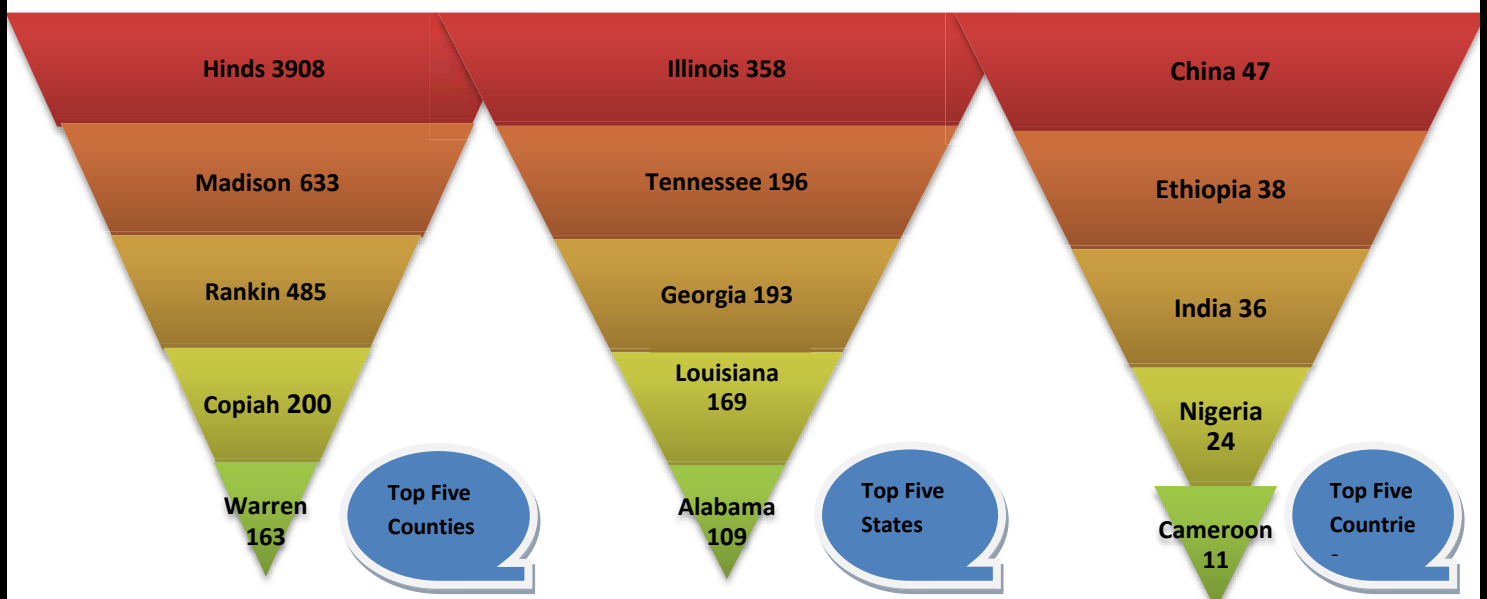 Hinds 3908
Madison 633
Rankin 485
Copiah 200
Warren
163
Top Five
Counties
Illinois 358
Tennessee 196
Georgia 193
Louisiana
169
Alabama
109
Top Five
States
China 47
Ethiopia 38
India 36
Nigeria
24
Cameroon
11
Top Five
Countrie